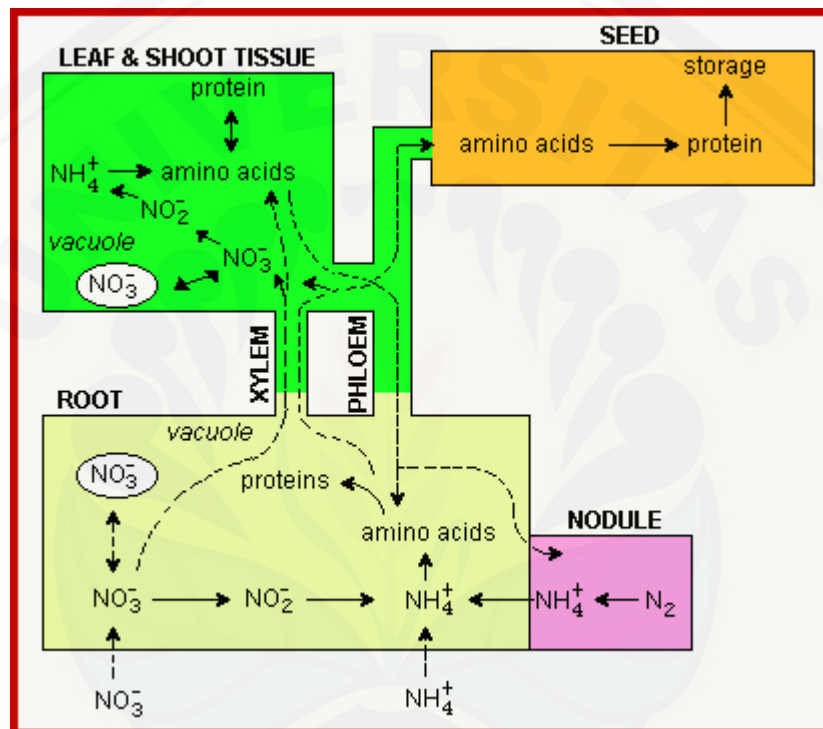 LEAF & SHOOT TISSUE
protein
NH₄⁺
amino acids
NO₂⁻
vacuole
NO₃⁻
NO₃⁻
SEED
storage
amino acids
protein
XYLEM
PHLOEM
ROOT
vacuole
NO₃⁻
proteins
amino acids
NO₃⁻
NO₂⁻
NH₄⁺
NODULE
NH₄⁺
N₂
NO₃⁻
NH₄⁺
UNIVERSITAS